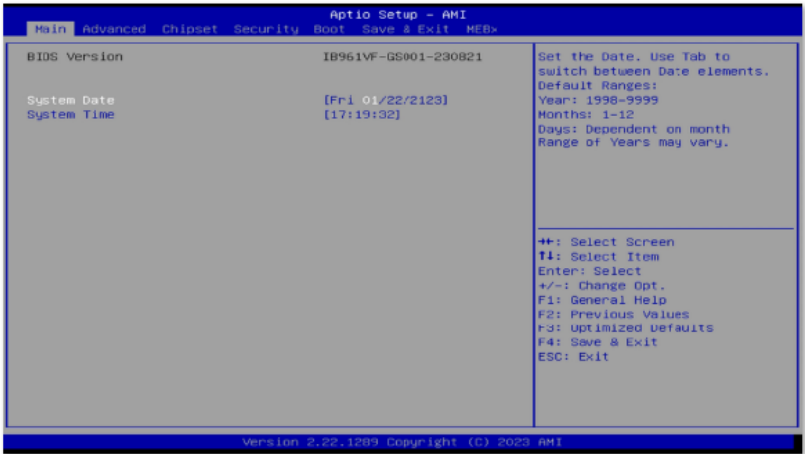 Aptio Setup – AMI
Main Advanced Chipset Security Boot Save & Exit MEBx
BIOS Version IB961VF-GS001-230821
System Date [Fri 01/22/2123]
System Time [17:19:32]
Set the Date. Use Tab to
switch between Date elements.
Default Ranges:
Year: 1998-9999
Months: 1-12
Days: Dependent on month
Range of Years may vary.
→←: Select Screen
↑↓: Select Item
Enter: Select
+/-: Change Opt.
F1: General Help
F2: Previous Values
F3: Optimized Defaults
F4: Save & Exit
ESC: Exit
Version 2.22.1289 Copyright (C) 2023 AMI